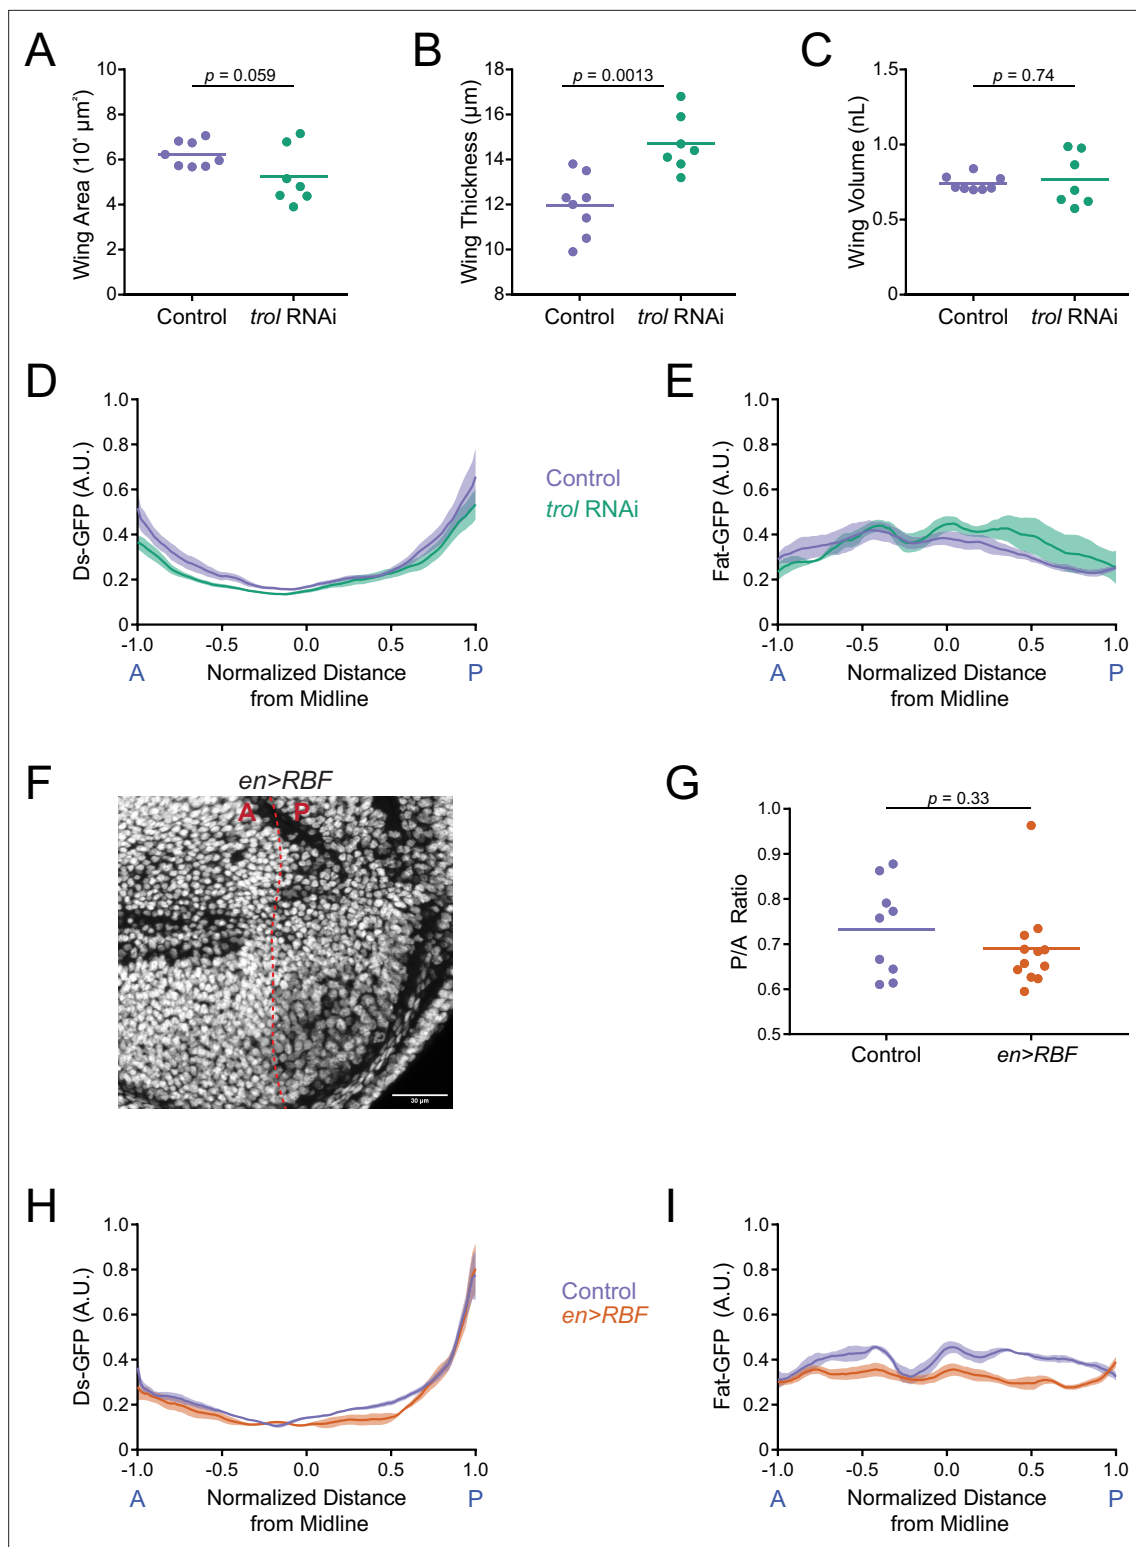 A
B
C
Wing Area (10⁴ µm²)
10
8
6
4
2
0
p = 0.059
Control
trol RNAi
Wing Thickness (µm)
18
16
14
12
10
8
p = 0.0013
Control
trol RNAi
Wing Volume (nL)
1.5
1.0
0.5
0
p = 0.74
Control
trol RNAi
D
Ds-GFP (A.U.)
1.0
0.8
0.6
0.4
0.2
0
-1.0 -0.5 0.0 0.5 1.0
A
P
Normalized Distance
from Midline
Control
trol RNAi
E
Fat-GFP (A.U.)
1.0
0.8
0.6
0.4
0.2
0
-1.0 -0.5 0.0 0.5 1.0
A
P
Normalized Distance
from Midline
F
en>RBF
A P
30 µm
G
P/A Ratio
1.0
0.9
0.8
0.7
0.6
0.5
p = 0.33
Control
en>RBF
H
Ds-GFP (A.U.)
1.0
0.8
0.6
0.4
0.2
0
-1.0 -0.5 0.0 0.5 1.0
A
P
Normalized Distance
from Midline
Control
en>RBF
I
Fat-GFP (A.U.)
1.0
0.8
0.6
0.4
0.2
0
-1.0 -0.5 0.0 0.5 1.0
A
P
Normalized Distance
from Midline